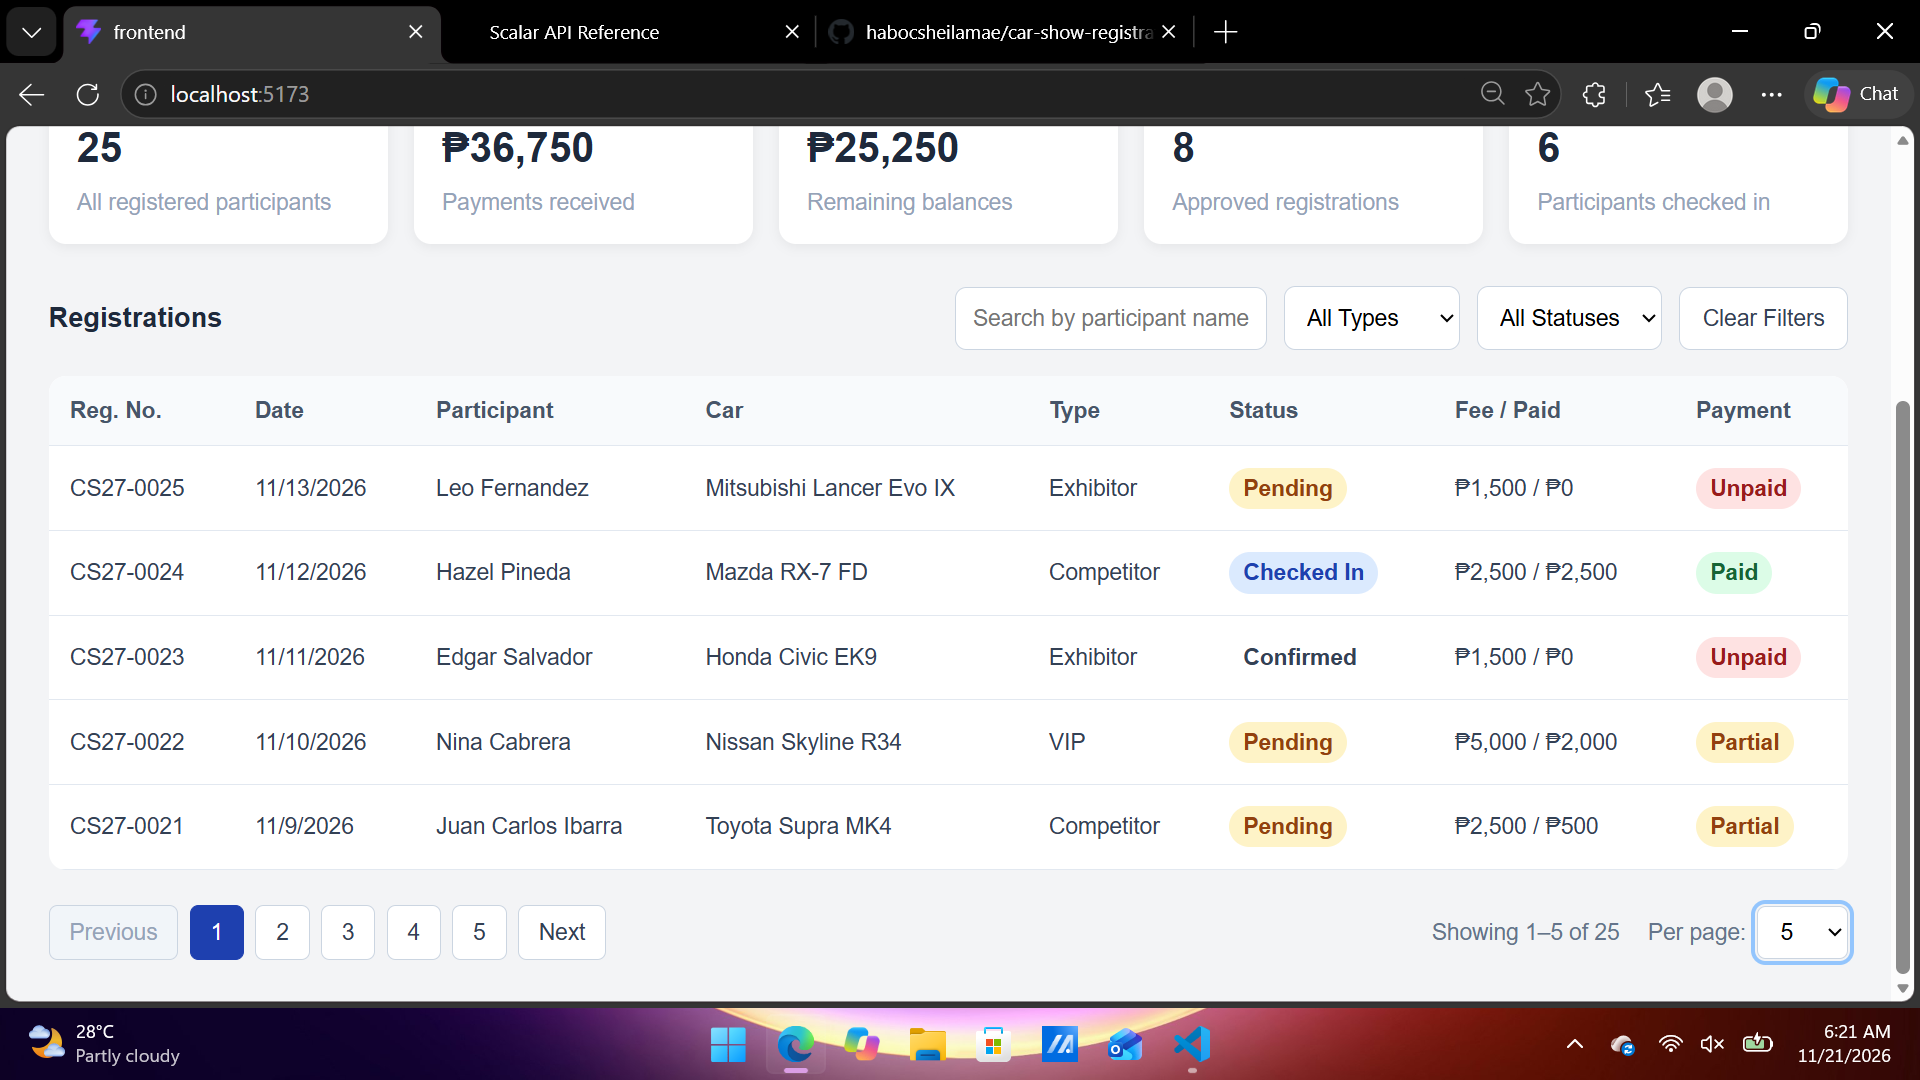 frontend
Scalar API Reference
habocsheilamae/car-show-registra
localhost:5173
Chat
25
All registered participants
₱36,750
Payments received
₱25,250
Remaining balances
8
Approved registrations
6
Participants checked in
Registrations
Search by participant name
All Types
All Statuses
Clear Filters
Reg. No. Date Participant Car Type Status Fee / Paid Payment
CS27-0025 11/13/2026 Leo Fernandez Mitsubishi Lancer Evo IX Exhibitor Pending ₱1,500 / ₱0 Unpaid
CS27-0024 11/12/2026 Hazel Pineda Mazda RX-7 FD Competitor Checked In ₱2,500 / ₱2,500 Paid
CS27-0023 11/11/2026 Edgar Salvador Honda Civic EK9 Exhibitor Confirmed ₱1,500 / ₱0 Unpaid
CS27-0022 11/10/2026 Nina Cabrera Nissan Skyline R34 VIP Pending ₱5,000 / ₱2,000 Partial
CS27-0021 11/9/2026 Juan Carlos Ibarra Toyota Supra MK4 Competitor Pending ₱2,500 / ₱500 Partial
Previous 1 2 3 4 5 Next
Showing 1–5 of 25 Per page: 5
28°C
Partly cloudy
6:21 AM
11/21/2026